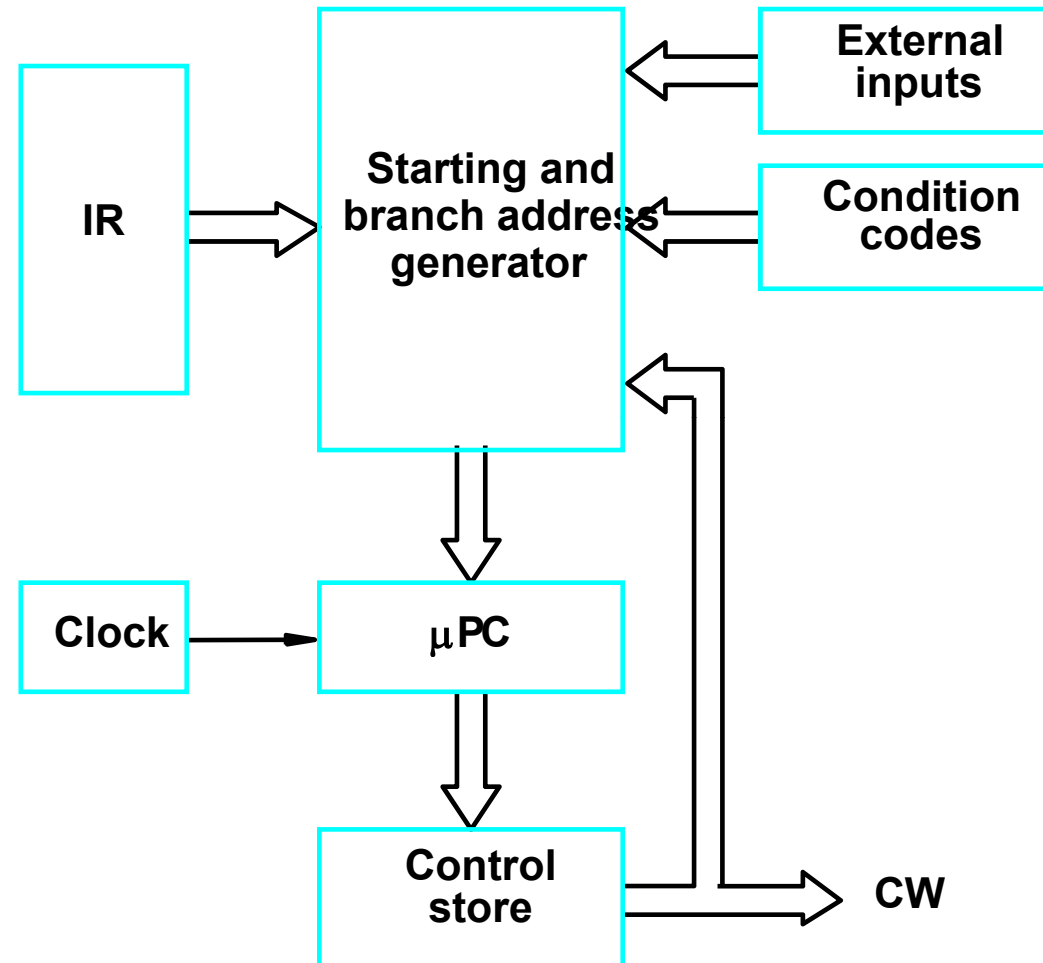 External
inputs
IR
Starting and
branch address
generator
Condition
codes
Clock
μPC
Control
store
CW